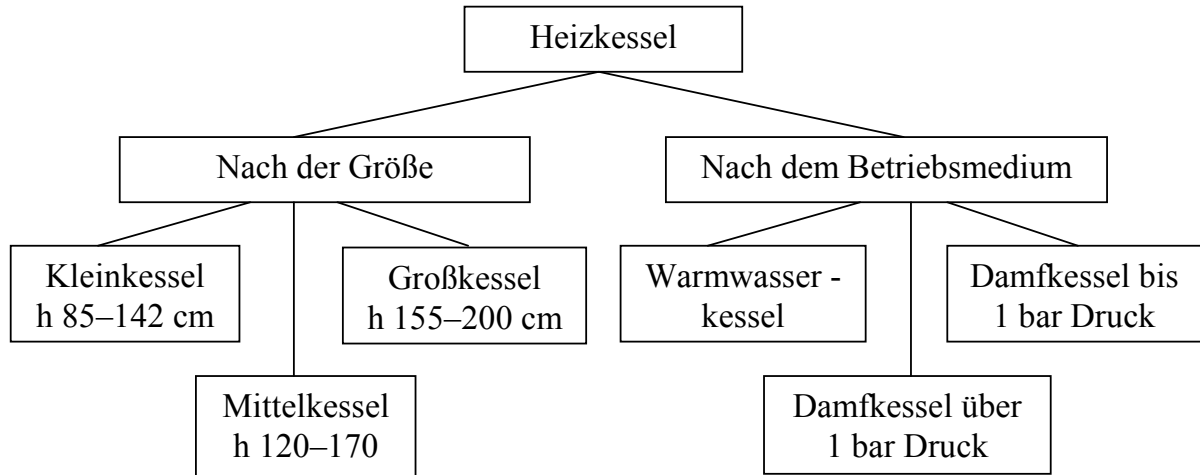 Heizkessel
Nach der Größe
Nach dem Betriebsmedium
Kleinkessel
h 85–142 cm
Großkessel
h 155–200 cm
Warmwasser -
kessel
Damfkessel bis
1 bar Druck
Mittelkessel
h 120–170
Damfkessel über
1 bar Druck